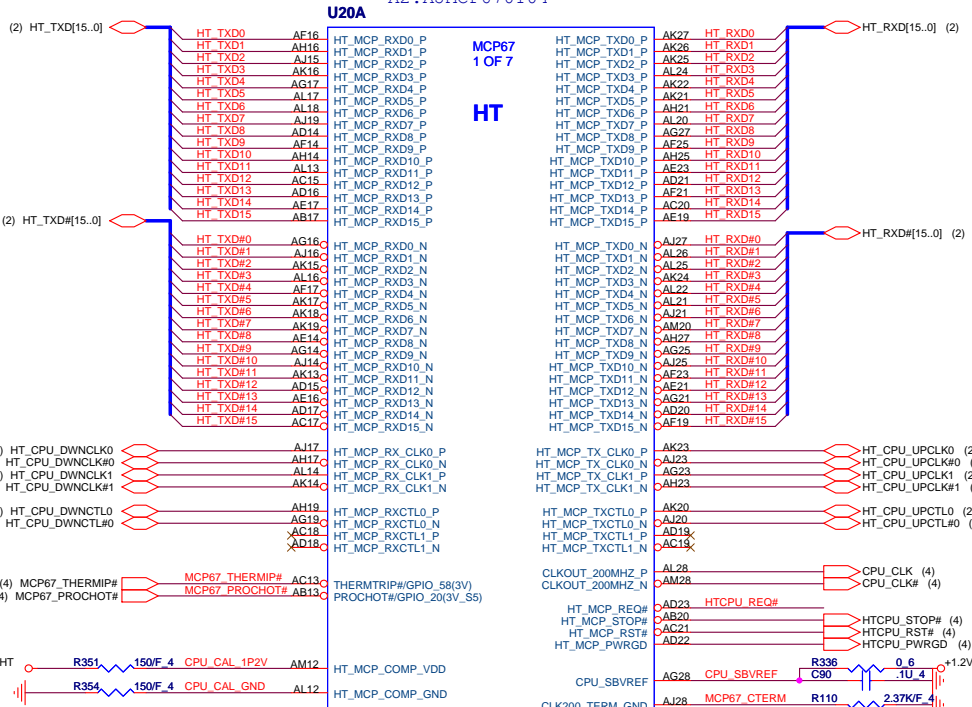 U20A
(2) HT_TXD[15..0]
HT_RXD[15..0] (2)
MCP67
1 OF 7
HT
HT_TXD0 AF16 HT_MCP_RXD0_P HT_MCP_TXD0_P AK27 HT_RXD0
HT_TXD1 AH16 HT_MCP_RXD1_P HT_MCP_TXD1_P AK26 HT_RXD1
HT_TXD2 AJ15 HT_MCP_RXD2_P HT_MCP_TXD2_P AK25 HT_RXD2
HT_TXD3 AK16 HT_MCP_RXD3_P HT_MCP_TXD3_P AL24 HT_RXD3
HT_TXD4 AG17 HT_MCP_RXD4_P HT_MCP_TXD4_P AK22 HT_RXD4
HT_TXD5 AL17 HT_MCP_RXD5_P HT_MCP_TXD5_P AK21 HT_RXD5
HT_TXD6 AL18 HT_MCP_RXD6_P HT_MCP_TXD6_P AH21 HT_RXD6
HT_TXD7 AJ19 HT_MCP_RXD7_P HT_MCP_TXD7_P AL20 HT_RXD7
HT_TXD8 AD14 HT_MCP_RXD8_P HT_MCP_TXD8_P AG27 HT_RXD8
HT_TXD9 AF14 HT_MCP_RXD9_P HT_MCP_TXD9_P AF25 HT_RXD9
HT_TXD10 AH14 HT_MCP_RXD10_P HT_MCP_TXD10_P AH25 HT_RXD10
HT_TXD11 AL13 HT_MCP_RXD11_P HT_MCP_TXD11_P AE23 HT_RXD11
HT_TXD12 AC15 HT_MCP_RXD12_P HT_MCP_TXD12_P AD21 HT_RXD12
HT_TXD13 AD16 HT_MCP_RXD13_P HT_MCP_TXD13_P AF21 HT_RXD13
HT_TXD14 AE17 HT_MCP_RXD14_P HT_MCP_TXD14_P AC20 HT_RXD14
HT_TXD15 AB17 HT_MCP_RXD15_P HT_MCP_TXD15_P AE19 HT_RXD15
(2) HT_TXD#[15..0]
HT_RXD#[15..0] (2)
HT_TXD#0 AG16 HT_MCP_RXD0_N HT_MCP_TXD0_N AJ27 HT_RXD#0
HT_TXD#1 AJ16 HT_MCP_RXD1_N HT_MCP_TXD1_N AL26 HT_RXD#1
HT_TXD#2 AK15 HT_MCP_RXD2_N HT_MCP_TXD2_N AL25 HT_RXD#2
HT_TXD#3 AL16 HT_MCP_RXD3_N HT_MCP_TXD3_N AK24 HT_RXD#3
HT_TXD#4 AF17 HT_MCP_RXD4_N HT_MCP_TXD4_N AL22 HT_RXD#4
HT_TXD#5 AK17 HT_MCP_RXD5_N HT_MCP_TXD5_N AL21 HT_RXD#5
HT_TXD#6 AK18 HT_MCP_RXD6_N HT_MCP_TXD6_N AJ21 HT_RXD#6
HT_TXD#7 AK19 HT_MCP_RXD7_N HT_MCP_TXD7_N AM20 HT_RXD#7
HT_TXD#8 AE14 HT_MCP_RXD8_N HT_MCP_TXD8_N AH27 HT_RXD#8
HT_TXD#9 AG14 HT_MCP_RXD9_N HT_MCP_TXD9_N AG25 HT_RXD#9
HT_TXD#10 AJ14 HT_MCP_RXD10_N HT_MCP_TXD10_N AJ25 HT_RXD#10
HT_TXD#11 AK13 HT_MCP_RXD11_N HT_MCP_TXD11_N AF23 HT_RXD#11
HT_TXD#12 AD15 HT_MCP_RXD12_N HT_MCP_TXD12_N AE21 HT_RXD#12
HT_TXD#13 AE16 HT_MCP_RXD13_N HT_MCP_TXD13_N AG21 HT_RXD#13
HT_TXD#14 AD17 HT_MCP_RXD14_N HT_MCP_TXD14_N AD20 HT_RXD#14
HT_TXD#15 AC17 HT_MCP_RXD15_N HT_MCP_TXD15_N AF19 HT_RXD#15
HT_CPU_DWNCLK0 AJ17 HT_MCP_RX_CLK0_P HT_MCP_TX_CLK0_P AK23 HT_CPU_UPCLK0 (2
HT_CPU_DWNCLK#0 AH17 HT_MCP_RX_CLK0_N HT_MCP_TX_CLK0_N AJ23 HT_CPU_UPCLK#0
HT_CPU_DWNCLK1 AL14 HT_MCP_RX_CLK1_P HT_MCP_TX_CLK1_P AG23 HT_CPU_UPCLK1 (2
HT_CPU_DWNCLK#1 AK14 HT_MCP_RX_CLK1_N HT_MCP_TX_CLK1_N AH23 HT_CPU_UPCLK#1
HT_CPU_DWNCTL0 AH19 HT_MCP_RXCTL0_P HT_MCP_TXCTL0_P AK20 HT_CPU_UPCTL0 (2
HT_CPU_DWNCTL#0 AG19 HT_MCP_RXCTL0_N HT_MCP_TXCTL0_N AJ20 HT_CPU_UPCTL#0
AC18 HT_MCP_RXCTL1_P HT_MCP_TXCTL1_P AD19
AD18 HT_MCP_RXCTL1_N HT_MCP_TXCTL1_N AC19
CLKOUT_200MHZ_P AL28 CPU_CLK (4)
(4) MCP67_THERMIP# MCP67_THERMIP# AC13 THERMTRIP#/GPIO_58(3V) CLKOUT_200MHZ_N AM28 CPU_CLK# (4)
4) MCP67_PROCHOT# MCP67_PROCHOT# AB13 PROCHOT#/GPIO_20(3V_S5)
HT_MCP_REQ# AD23 HTCPU_REQ#
HT_MCP_STOP# AB20 HTCPU_STOP# (4)
HT_MCP_RST# AC21 HTCPU_RST# (4)
HT_MCP_PWRGD AD22 HTCPU_PWRGD (4)
HT R351 150/F_4 CPU_CAL_1P2V AM12 HT_MCP_COMP_VDD R336 0_6 +1.2V
CPU_SBVREF AG28 CPU_SBVREF C90 .1U_4
R354 150/F_4 CPU_CAL_GND AL12 HT_MCP_COMP_GND
CLK200_TERM_GND AJ28 MCP67_CTERM R110 2.37K/F_4